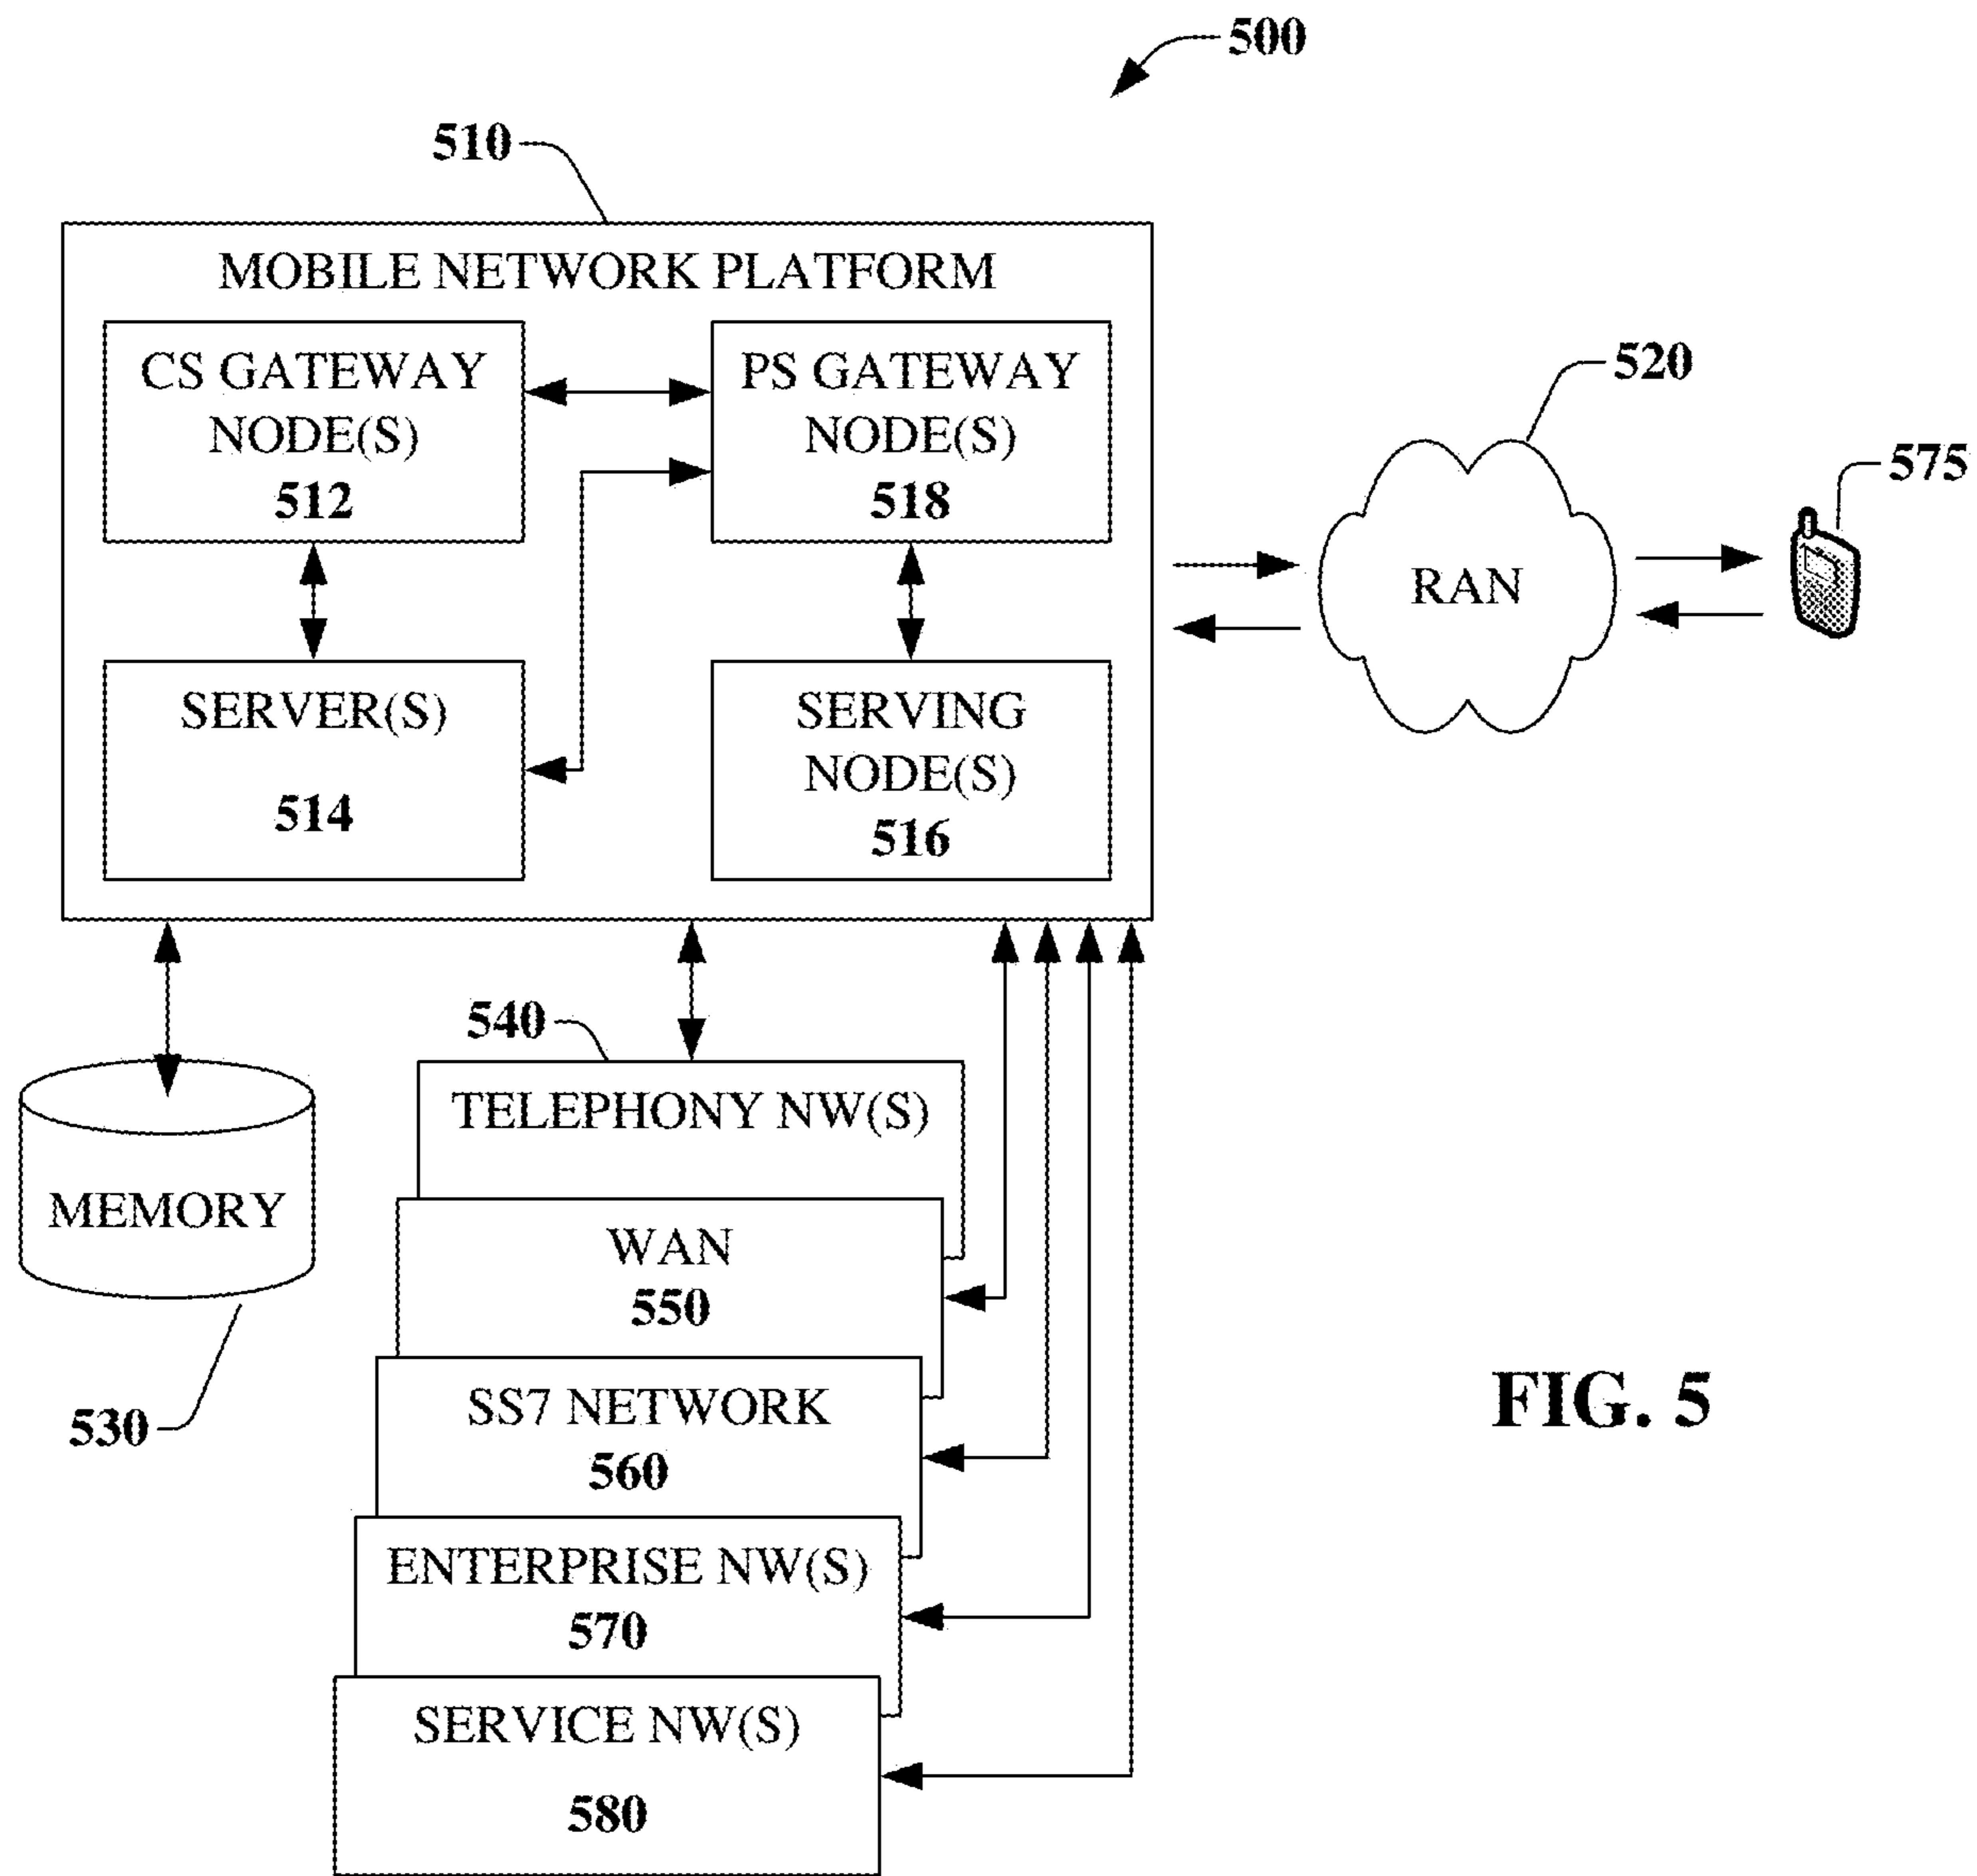 500
510
MOBILE NETWORK PLATFORM
CS GATEWAY
NODE(S)
512
PS GATEWAY
NODE(S)
518
SERVER(S)
514
SERVING
NODE(S)
516
520
RAN
575
540
TELEPHONY NW(S)
MEMORY
530
WAN
550
SS7 NETWORK
560
ENTERPRISE NW(S)
570
SERVICE NW(S)
580
FIG. 5